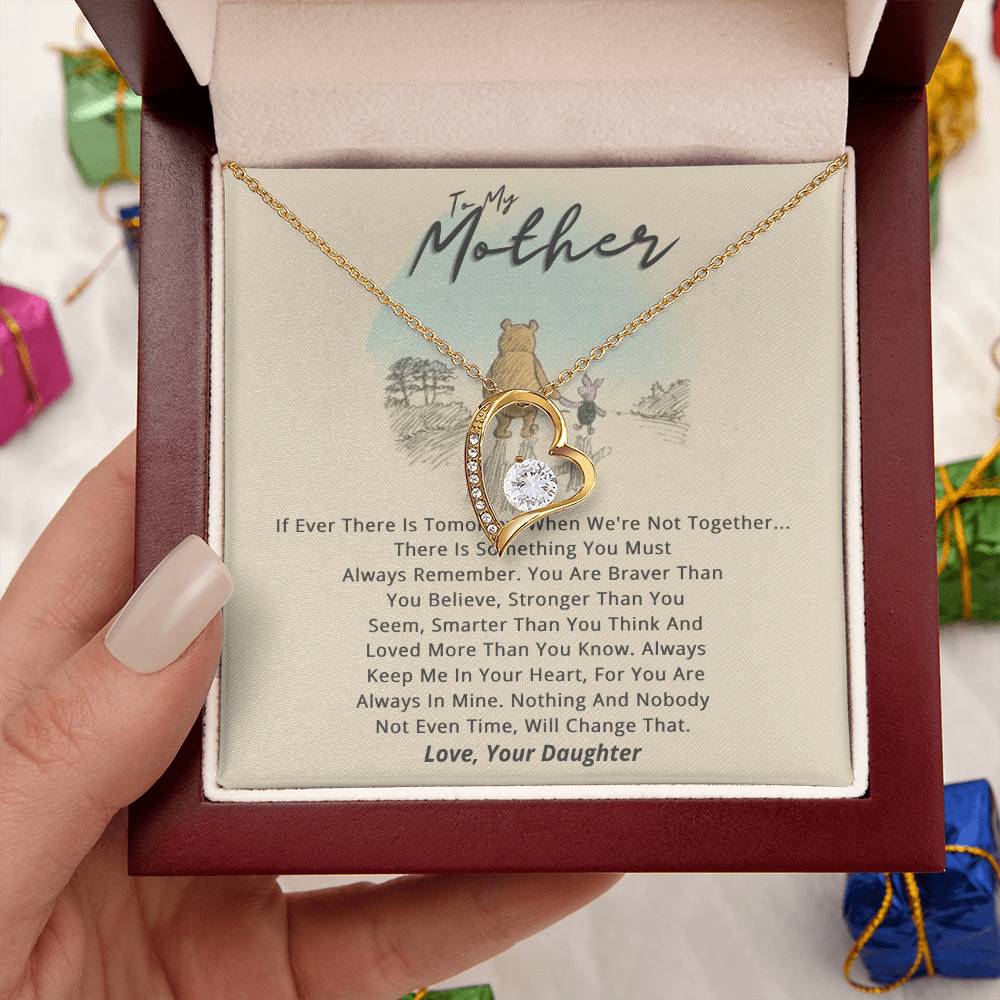 To My
Mother
If Ever There Is Tomorrow When We're Not Together...
There Is Something You Must
Always Remember. You Are Braver Than
You Believe, Stronger Than You
Seem, Smarter Than You Think And
Loved More Than You Know. Always
Keep Me In Your Heart, For You Are
Always In Mine. Nothing And Nobody
Not Even Time, Will Change That.
Love, Your Daughter